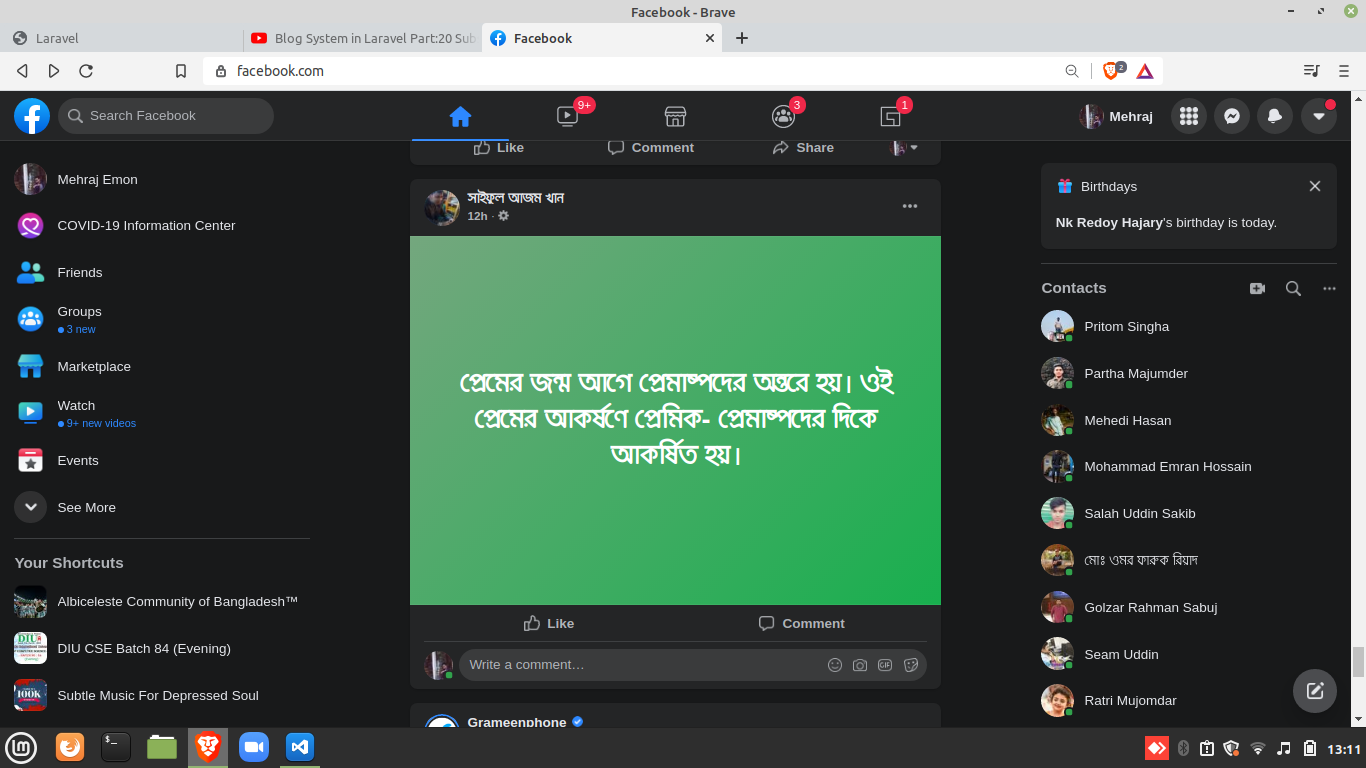 Facebook - Brave
Laravel
Blog System in Laravel Part:20 Sub
Facebook
facebook.com
2
Search Facebook
9+
3
1
Mehraj
Like
Comment
Share
Mehraj Emon
COVID-19 Information Center
Friends
Groups
3 new
Marketplace
Watch
9+ new videos
Events
See More
Your Shortcuts
Albiceleste Community of Bangladesh™
DIU CSE Batch 84 (Evening)
Subtle Music For Depressed Soul
সাইফুল আজম খান
12h ·
প্রেমের জন্ম আগে প্রেমাষ্পদের অন্তরে হয়। ওই
প্রেমের আকর্ষণে প্রেমিক- প্রেমাষ্পদের দিকে
আকর্ষিত হয়।
Like
Comment
Write a comment…
GIF
Grameenphone
Birthdays
Nk Redoy Hajary's birthday is today.
Contacts
Pritom Singha
Partha Majumder
Mehedi Hasan
Mohammad Emran Hossain
Salah Uddin Sakib
মোঃ ওমর ফারুক রিয়াদ
Golzar Rahman Sabuj
Seam Uddin
Ratri Mujomdar
DIU
100K
$_
13:11